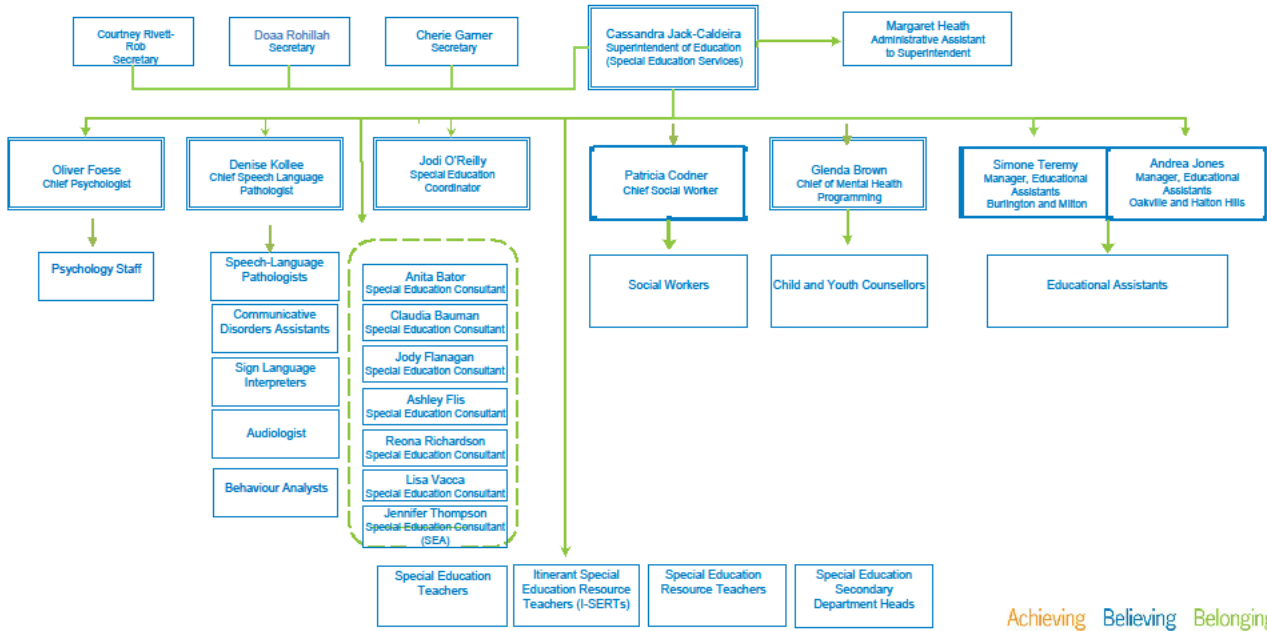 Courtney Rivett-
Rob
Secretary
Doaa Rohillah
Secretary
Cherie Garner
Secretary
Cassandra Jack-Caldeira
Superintendent of Education
(Special Education Services)
Margaret Heath
Administrative Assistant
to Superintendent
Oliver Foese
Chief Psychologist
Denise Kollee
Chief Speech Language
Pathologist
Jodi O'Reilly
Special Education
Coordinator
Patricia Codner
Chief Social Worker
Glenda Brown
Chief of Mental Health
Programming
Simone Teremy
Manager, Educational
Assistants
Burlington and Milton
Andrea Jones
Manager, Educational
Assistants
Oakville and Halton Hills
Psychology Staff
Speech-Language
Pathologists
Communicative
Disorders Assistants
Sign Language
Interpreters
Audiologist
Behaviour Analysts
Anita Bator
Special Education Consultant
Claudia Bauman
Special Education Consultant
Jody Flanagan
Special Education Consultant
Ashley Flis
Special Education Consultant
Reona Richardson
Special Education Consultant
Lisa Vacca
Special Education Consultant
Jennifer Thompson
Special Education Consultant
(SEA)
Social Workers
Child and Youth Counsellors
Educational Assistants
Special Education
Teachers
Itinerant Special
Education Resource
Teachers (I-SERTs)
Special Education
Resource Teachers
Special Education
Secondary
Department Heads
Achieving Believing Belonging